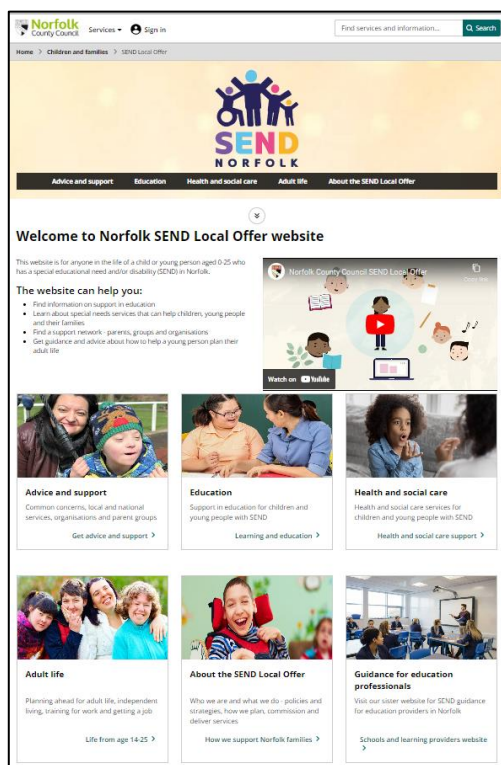 Norfolk
County Council
Services
Sign in
Find services and information...
Search
Home > Children and families > SEND Local Offer
SEND
NORFOLK
Advice and support
Education
Health and social care
Adult life
About the SEND Local Offer
Welcome to Norfolk SEND Local Offer website
This website is for anyone in the life of a child or young person aged 0-25 who
has a special educational need and/or disability (SEND) in Norfolk.
The website can help you:
Find information on support in education
Learn about special needs services that can help children, young people
and their families
Find a support network - parents, groups and organisations
Get guidance and advice about how to help a young person plan their
adult life
Norfolk County Council SEND Local Offer
Copy link
Watch on YouTube
Advice and support
Common concerns, local and national
services, organisations and parent groups
Get advice and support >
Education
Support in education for children and
young people with SEND
Learning and education >
Health and social care
Health and social care services for
children and young people with SEND
Health and social care support >
Adult life
Planning ahead for adult life, independent
living, training for work and getting a job
Life from age 14-25 >
About the SEND Local Offer
Who we are and what we do - policies and
strategies, how we plan, commission and
deliver services
How we support Norfolk families >
Guidance for education
professionals
Visit our sister website for SEND guidance
for education providers in Norfolk
Schools and learning providers website
>